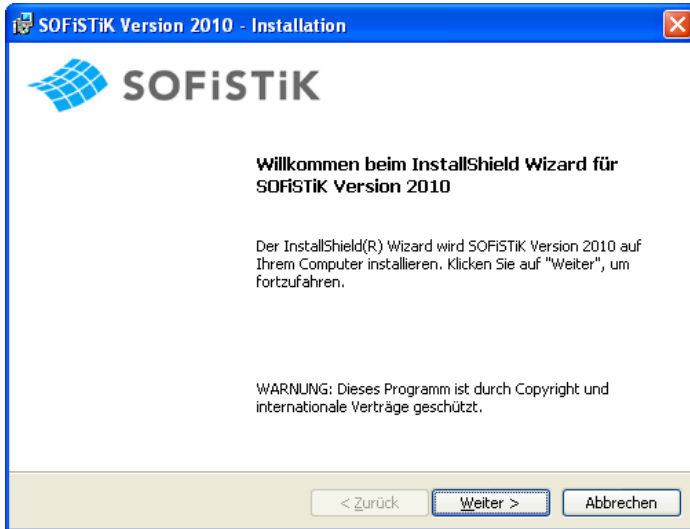 SOFiSTiK Version 2010 - Installation
SOFiSTiK
Willkommen beim InstallShield Wizard für
SOFiSTiK Version 2010
Der InstallShield(R) Wizard wird SOFiSTiK Version 2010 auf
Ihrem Computer installieren. Klicken Sie auf "Weiter", um
fortzufahren.
WARNUNG: Dieses Programm ist durch Copyright und
internationale Verträge geschützt.
< Zurück Weiter > Abbrechen